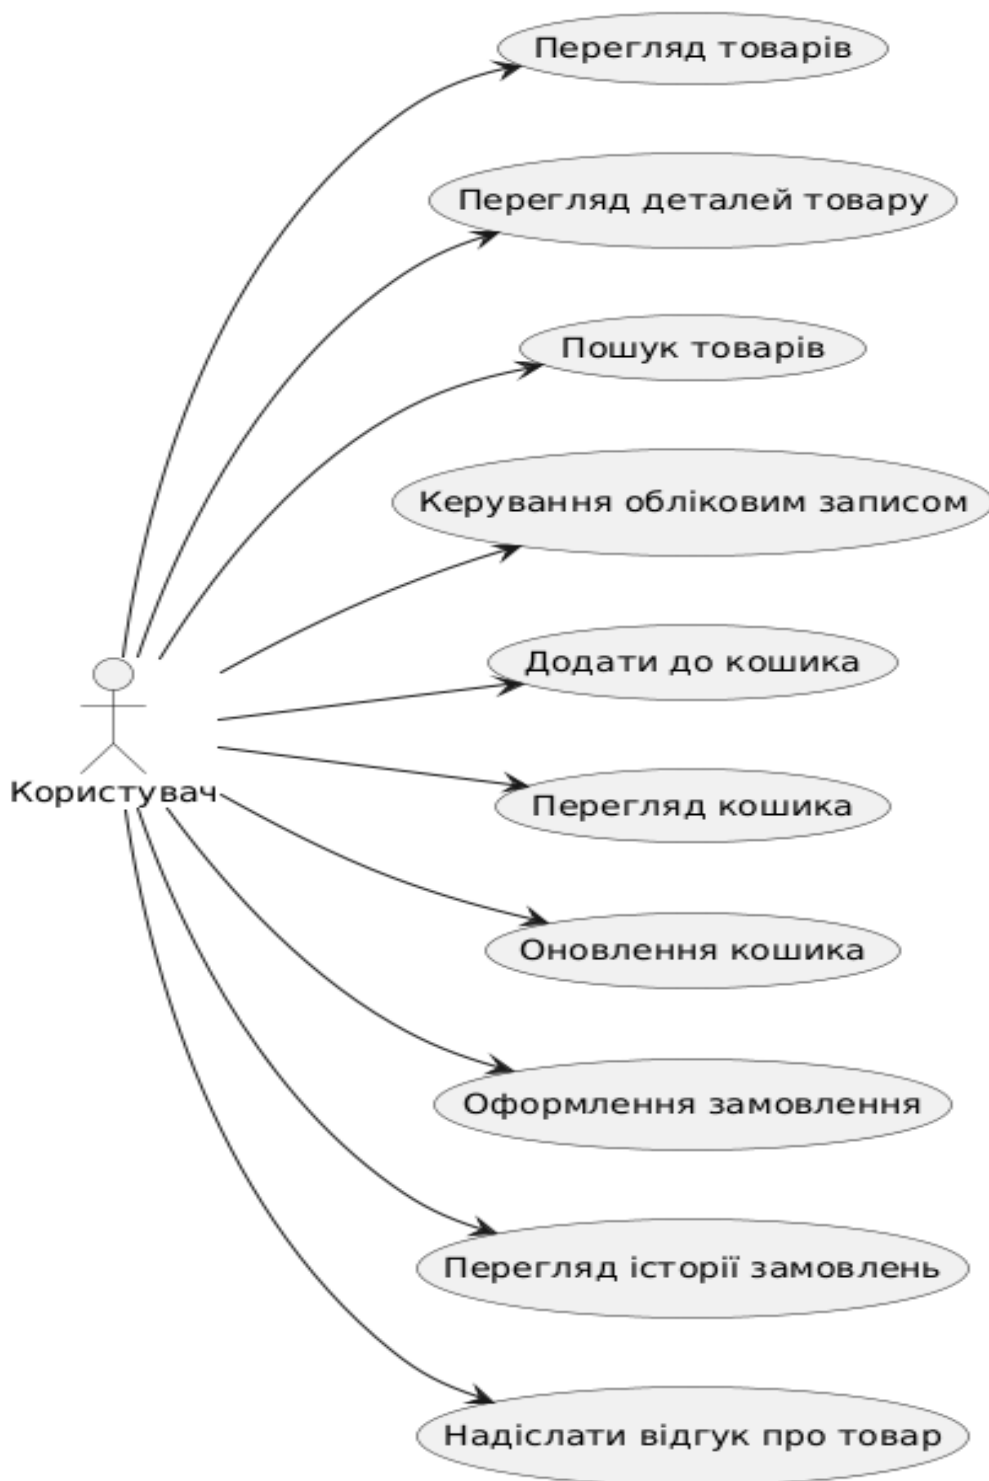 Перегляд товарів
Перегляд деталей товару
Пошук товарів
Керування обліковим записом
Додати до кошика
Користувач
Перегляд кошика
Оновлення кошика
Оформлення замовлення
Перегляд історії замовлень
Надіслати відгук про товар